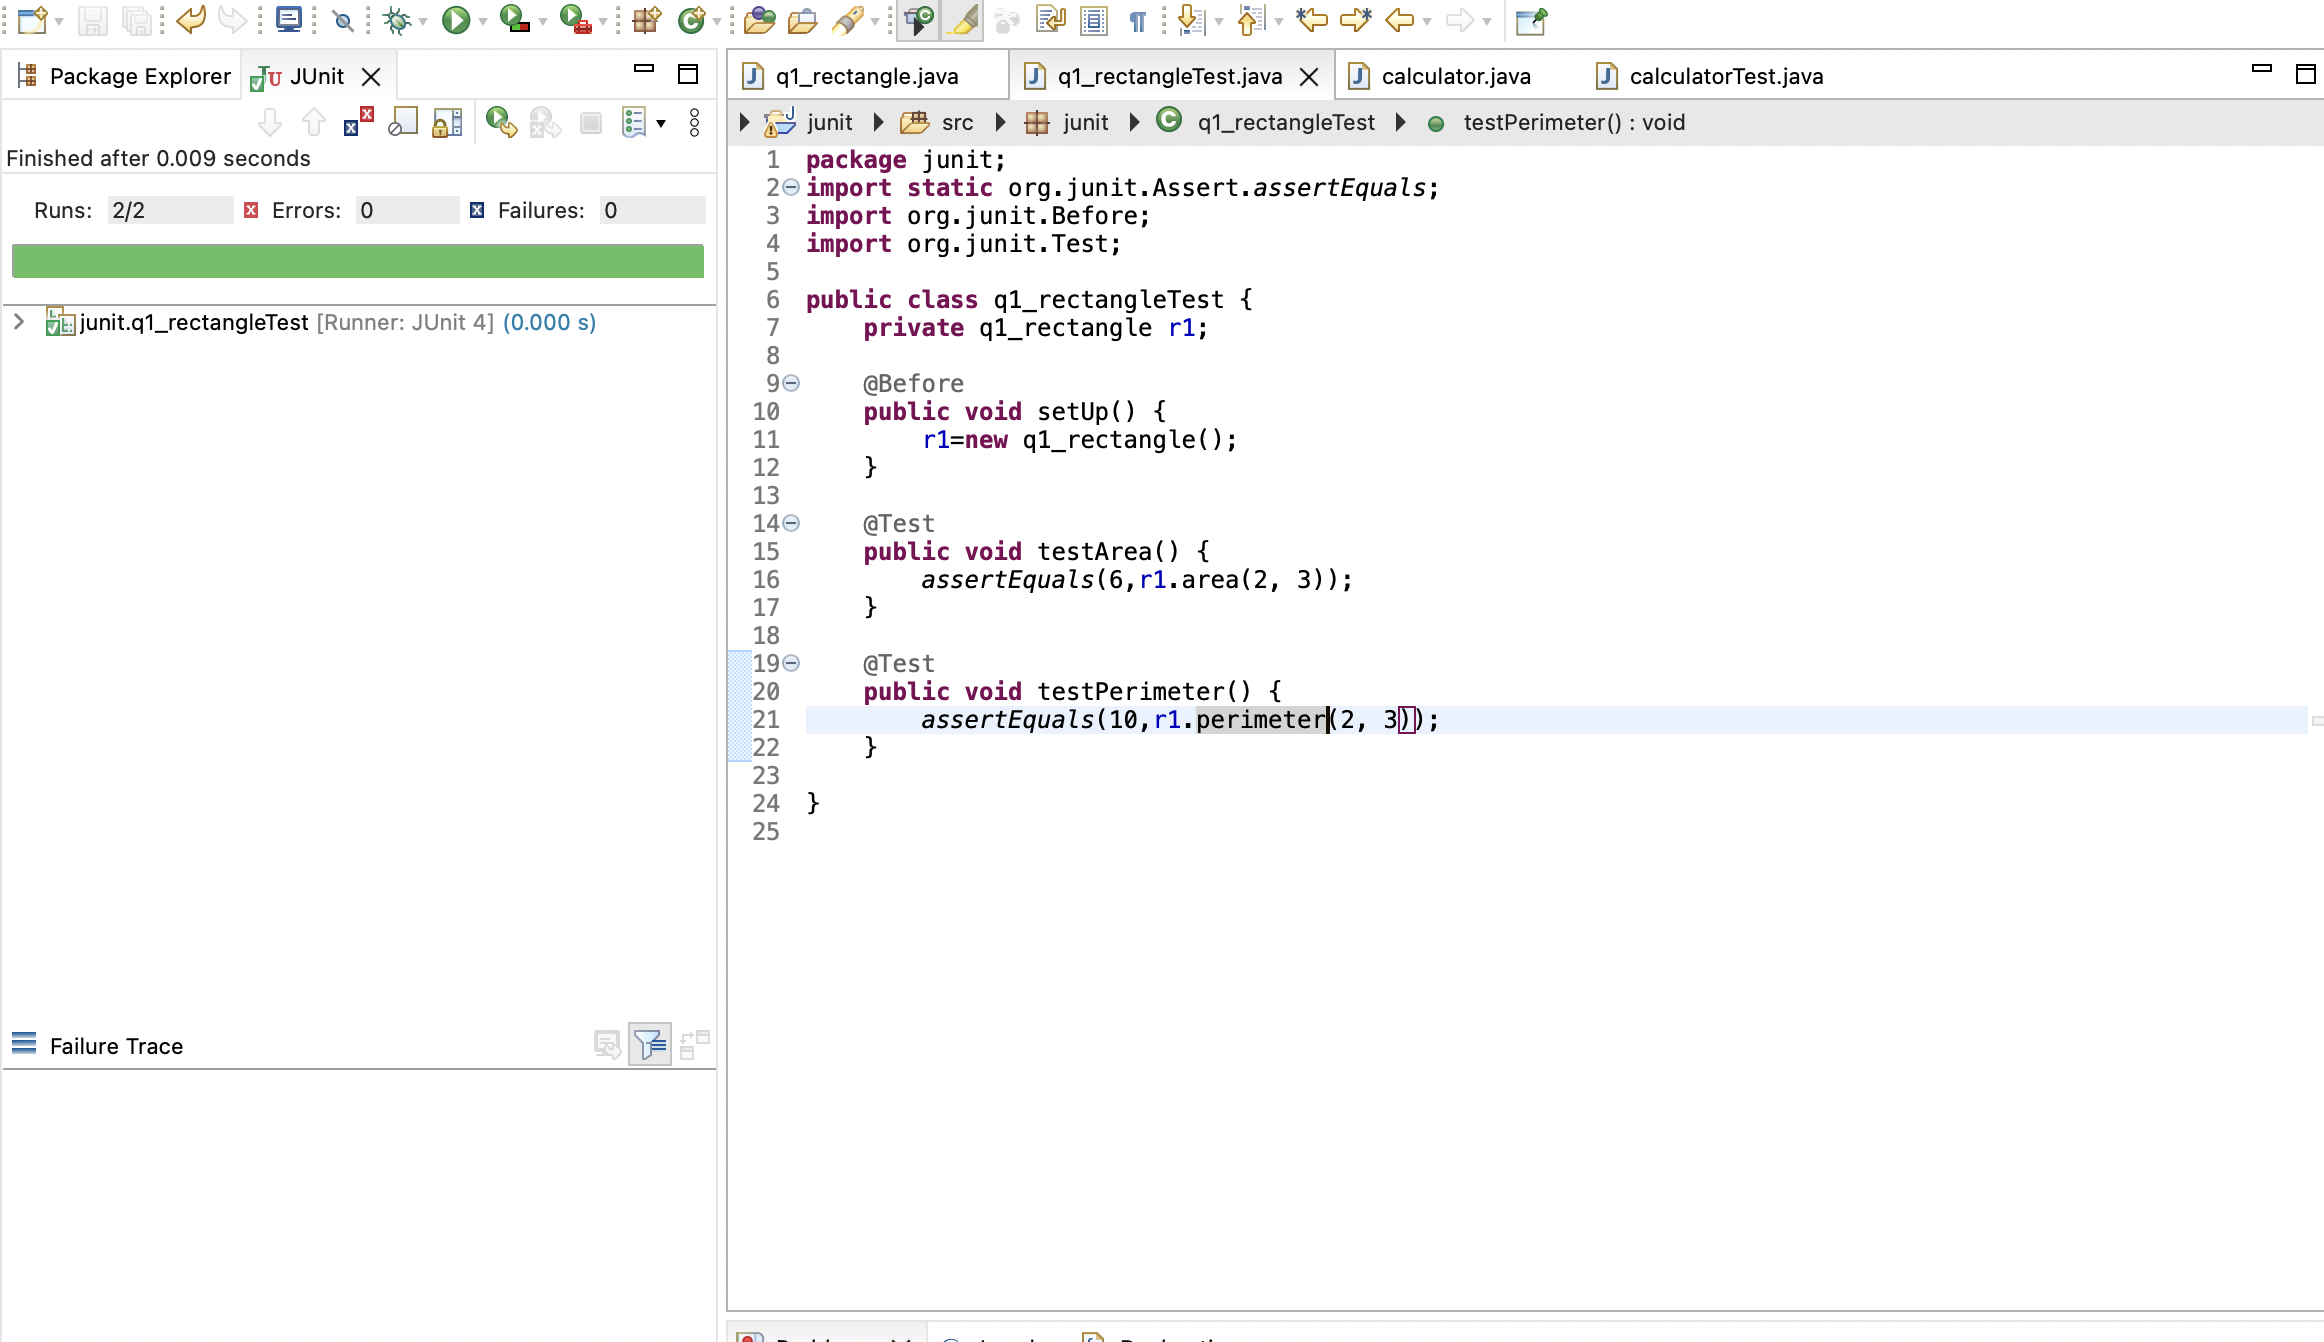 Package Explorer JUnit
Finished after 0.009 seconds
Runs: 2/2 Errors: 0 Failures: 0
junit.q1_rectangleTest [Runner: JUnit 4] (0.000 s)
Failure Trace
q1_rectangle.java q1_rectangleTest.java calculator.java calculatorTest.java
junit src junit q1_rectangleTest testPerimeter() : void
1 package junit;
2 import static org.junit.Assert.assertEquals;
3 import org.junit.Before;
4 import org.junit.Test;
5
6 public class q1_rectangleTest {
7 private q1_rectangle r1;
8
9 @Before
10 public void setUp() {
11 r1=new q1_rectangle();
12 }
13
14 @Test
15 public void testArea() {
16 assertEquals(6,r1.area(2, 3));
17 }
18
19 @Test
20 public void testPerimeter() {
21 assertEquals(10,r1.perimeter(2, 3));
22 }
23
24 }
25